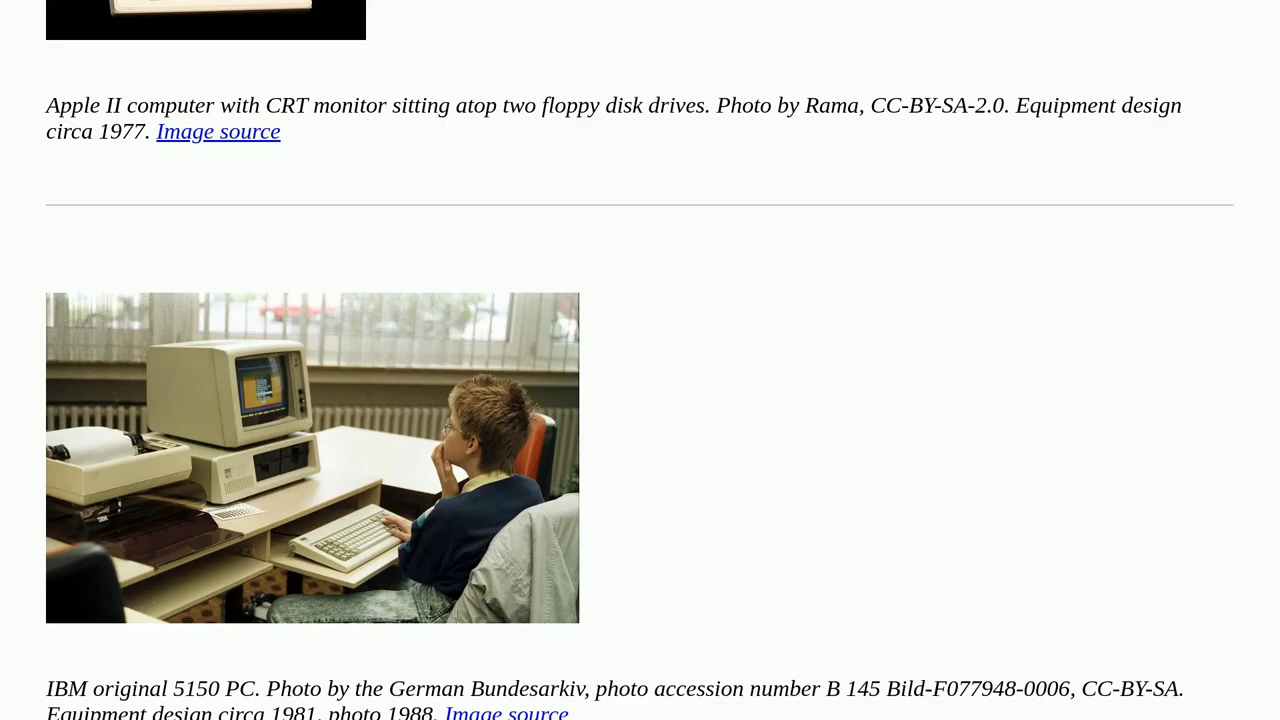 Apple II computer with CRT monitor sitting atop two floppy disk drives. Photo by Rama, CC-BY-SA-2.0. Equipment design
circa 1977. Image source
IBM original 5150 PC. Photo by the German Bundesarkiv, photo accession number B 145 Bild-F077948-0006, CC-BY-SA.
Equipment design circa 1981, photo 1988. Image source